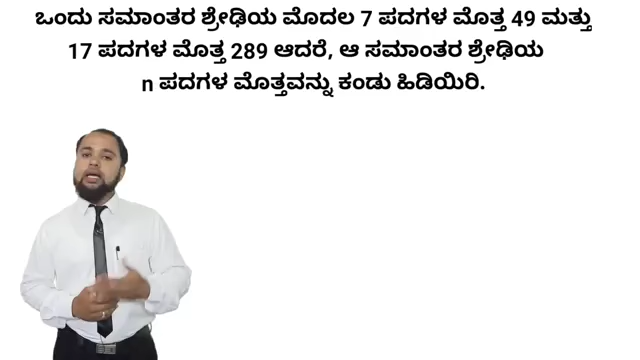 ಒಂದು ಸಮಾಂತರ ಶ್ರೇಢಿಯ ಮೊದಲ 7 ಪದಗಳ ಮೊತ್ತ 49 ಮತ್ತು
17 ಪದಗಳ ಮೊತ್ತ 289 ಆದರೆ, ಆ ಸಮಾಂತರ ಶ್ರೇಢಿಯ
n ಪದಗಳ ಮೊತ್ತವನ್ನು ಕಂಡು ಹಿಡಿಯಿರಿ.